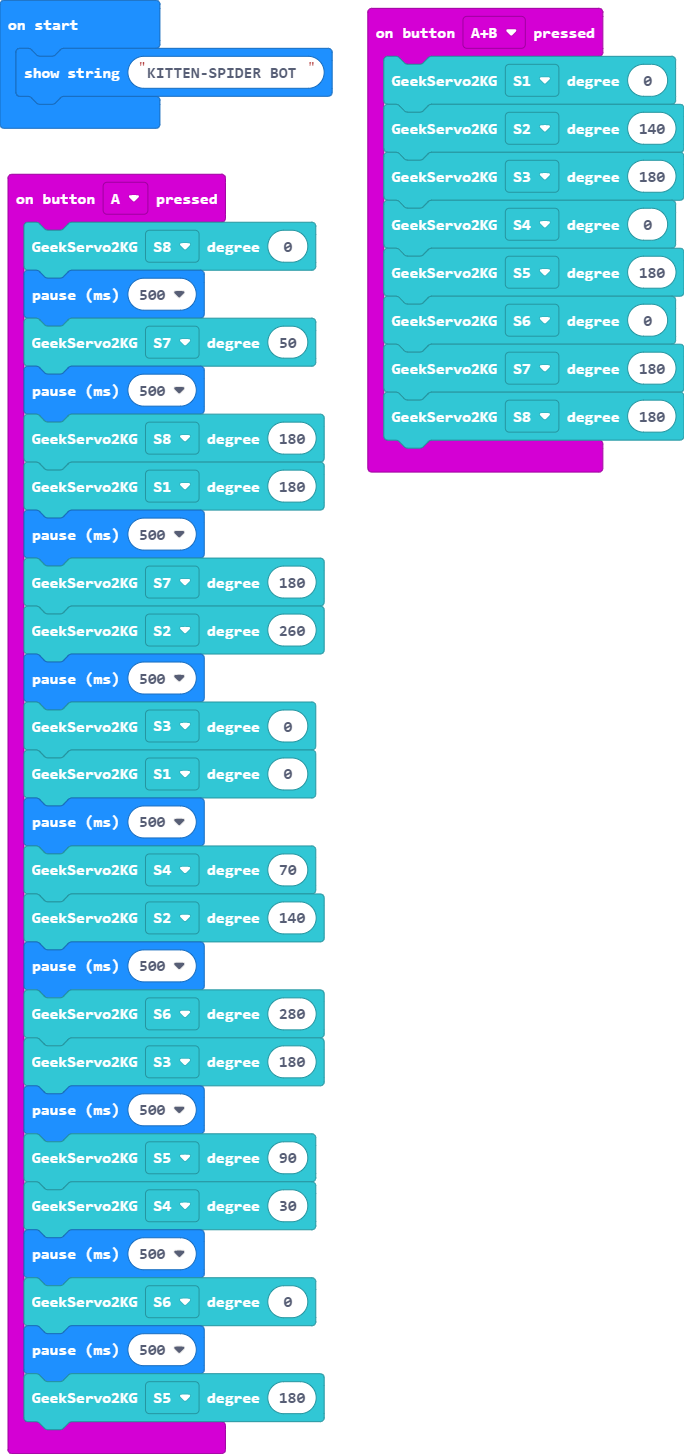 on start
show string "KITTEN-SPIDER BOT "
on button A pressed
GeekServo2KG S8 degree 0
pause (ms) 500
GeekServo2KG S7 degree 50
pause (ms) 500
GeekServo2KG S8 degree 180
GeekServo2KG S1 degree 180
pause (ms) 500
GeekServo2KG S7 degree 180
GeekServo2KG S2 degree 260
pause (ms) 500
GeekServo2KG S3 degree 0
GeekServo2KG S1 degree 0
pause (ms) 500
GeekServo2KG S4 degree 70
GeekServo2KG S2 degree 140
pause (ms) 500
GeekServo2KG S6 degree 280
GeekServo2KG S3 degree 180
pause (ms) 500
GeekServo2KG S5 degree 90
GeekServo2KG S4 degree 30
pause (ms) 500
GeekServo2KG S6 degree 0
pause (ms) 500
GeekServo2KG S5 degree 180
on button A+B pressed
GeekServo2KG S1 degree 0
GeekServo2KG S2 degree 140
GeekServo2KG S3 degree 180
GeekServo2KG S4 degree 0
GeekServo2KG S5 degree 180
GeekServo2KG S6 degree 0
GeekServo2KG S7 degree 180
GeekServo2KG S8 degree 180